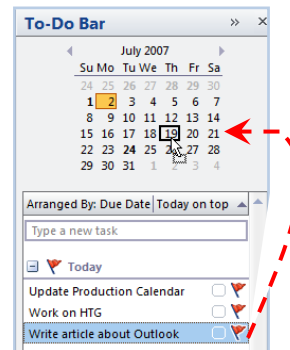 To-Do Bar » ×
July 2007
Su Mo Tu We Th Fr Sa
24 25 26 27 28 29 30
1 2 3 4 5 6 7
8 9 10 11 12 13 14
15 16 17 18 19 20 21
22 23 24 25 27 28
29 30 31 1 2 3 4
Arranged By: Due Date Today on top
Type a new task
Today
Update Production Calendar
Work on HTG
Write article about Outlook